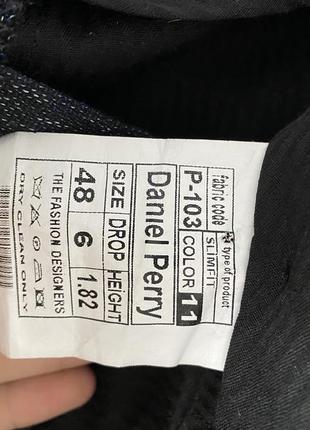 fabric code type of product
SLIMFIT
P-103 COLOR 11
Daniel Perry
SIZE DROP HEIGHT
48 6 1.82
THE FASHION DESIGNERS
DRY CLEAN ONLY